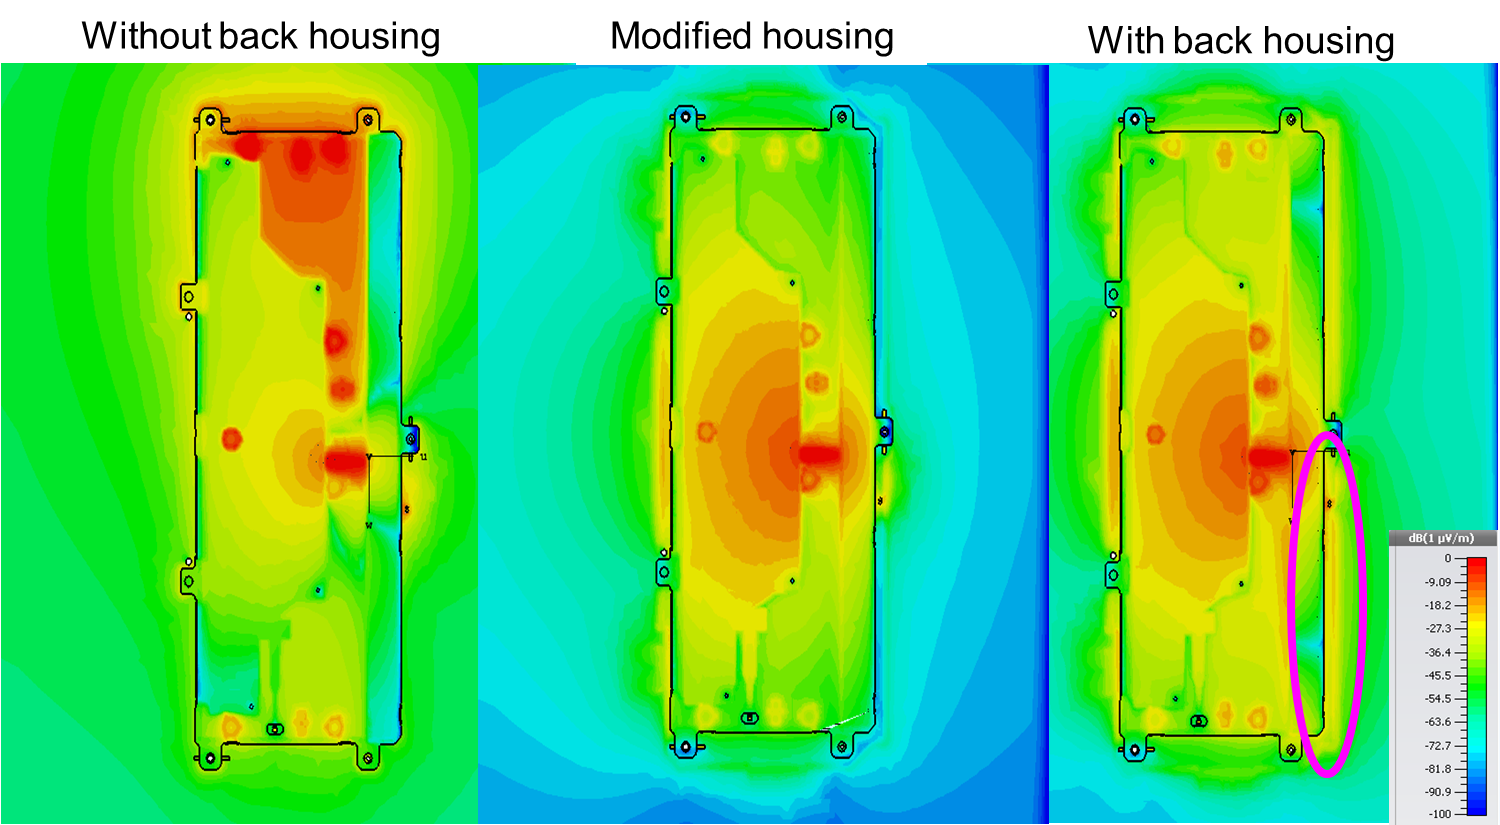 Without back housing
Modified housing
With back housing
u
w
dB(1 µV/m)
0
-9.09
-18.2
-27.3
-36.4
-45.5
-54.5
-63.6
-72.7
-81.8
-90.9
-100